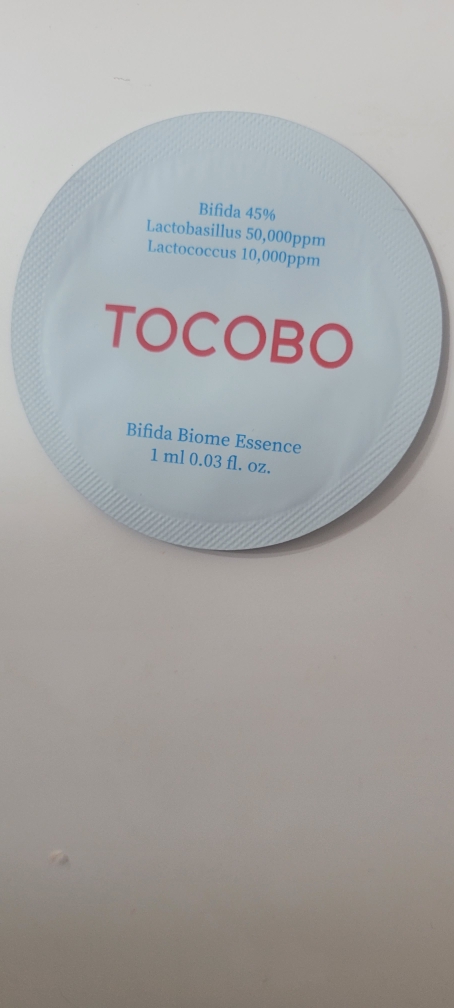 Bifida 45%
Lactobasillus 50,000ppm
Lactococcus 10,000ppm
TOCOBO
Bifida Biome Essence
1 ml 0.03 fl. oz.